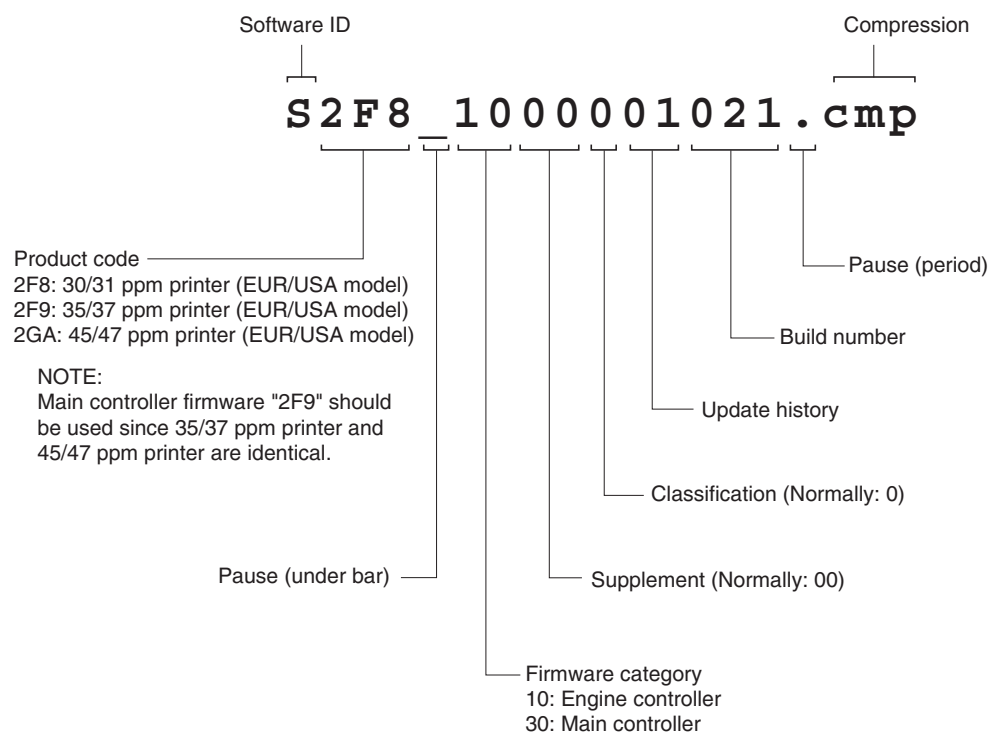 Software ID
Compression
S2F8_1000001021.cmp
Product code
2F8: 30/31 ppm printer (EUR/USA model)
2F9: 35/37 ppm printer (EUR/USA model)
2GA: 45/47 ppm printer (EUR/USA model)
NOTE:
Main controller firmware "2F9" should
be used since 35/37 ppm printer and
45/47 ppm printer are identical.
Pause (period)
Build number
Update history
Classification (Normally: 0)
Pause (under bar)
Supplement (Normally: 00)
Firmware category
10: Engine controller
30: Main controller